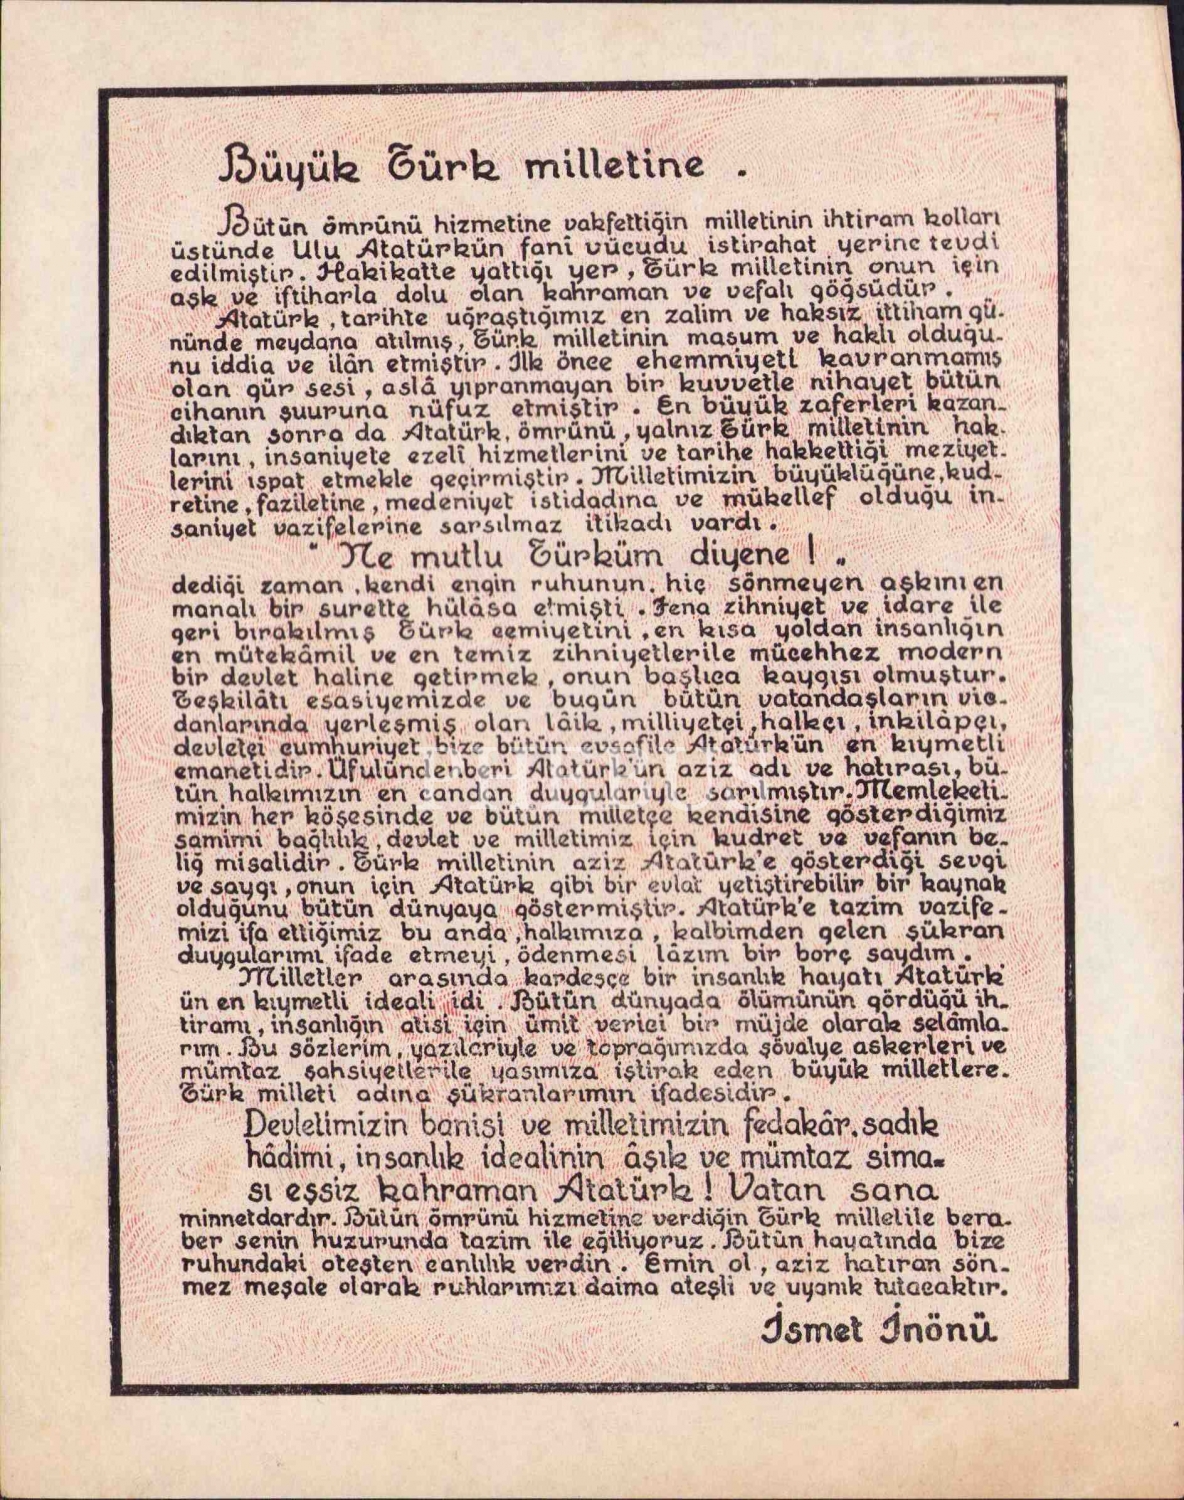 Büyük Türk milletine .
Bütün ömrünü hizmetine vakfettiğin milletinin ihtiram kolları
üstünde Ulu Atatürkün fanî vücudu istirahat yerine tevdi
edilmiştir. Hakikatte yattığı yer, Türk milletinin onun için
aşk ve iftiharla dolu olan kahraman ve vefalı göğsüdür.
Atatürk, tarihte uğraştığımız en zalim ve haksız ittiham gü-
nünde meydana atılmış, Türk milletinin masum ve haklı olduğu-
nu iddia ve ilân etmiştir. İlk önce ehemmiyeti kavranmamış
olan gür sesi, aslâ yıpranmayan bir kuvvetle nihayet bütün
cihanın şuuruna nüfuz etmiştir. En büyük zaferleri kazan-
dıktan sonra da Atatürk, ömrünü, yalnız Türk milletinin hak-
larını, insaniyete ezelî hizmetlerini ve tarihe hakkettiği meziyet-
lerini ispat etmekle geçirmiştir. Milletimizin büyüklüğüne, kud-
retine, faziletine, medeniyet istidadına ve mükellef olduğu in-
saniyet vazifelerine sarsılmaz itikadı vardı.
" Ne mutlu Türküm diyene ! "
dediği zaman, kendi engin ruhunun, hiç sönmeyen aşkını en
manalı bir surette hülâsa etmişti. Fena zihniyet ve idare ile
geri bırakılmış Türk cemiyetini, en kısa yoldan insanlığın
en mütekâmil ve en temiz zihniyetlerile mücehhez modern
bir devlet haline getirmek, onun başlıca kaygısı olmuştur.
Teşkilâtı esasiyemizde ve bugün bütün vatandaşların vic-
danlarında yerleşmiş olan lâik, milliyetçi, halkçı, inkilâpçı,
devletçi cumhuriyet, bize bütün evsafile Atatürk'ün en kıymetli
emanetidir. Üfulündenberi Atatürk'ün aziz adı ve hatırası, bü-
tün halkımızın en candan duygulariyle sarılmıştır. Memleketi-
mizin her köşesinde ve bütün milletçe kendisine gösterdiğimiz
samimî bağlılık, devlet ve milletimiz için kudret ve vefanın be-
liğ misalidir. Türk milletinin aziz Atatürk'e gösterdiği sevgi
ve saygı, onun için Atatürk gibi bir evlat yetiştirebilir bir kaynak
olduğunu bütün dünyaya göstermiştir. Atatürk'e tazim vazife-
mizi ifa ettiğimiz bu anda, halkımıza, kalbimden gelen şükran
duygularımı ifade etmeyi, ödenmesi lâzım bir borç saydım.
Milletler arasında kardeşçe bir insanlık hayatı Atatürk'
ün en kıymetli ideali idi. Bütün dünyada ölümünün gördüğü ih-
tiramı, insanlığın atisi için ümit verici bir müjde olarak selâmla-
rım. Bu sözlerim, yazılariyle ve toprağımızda şövalye askerleri ve
mümtaz şahsiyetlerile yasımıza iştirak eden büyük milletlere.
Türk milleti adına şükranlarımın ifadesidir.
Devletimizin banisi ve milletimizin fedakâr, sadık
hâdimi, insanlık idealinin âşık ve mümtaz sima-
sı eşsiz kahraman Atatürk! Vatan sana
minnetdardır. Bütün ömrünü hizmetine verdiğin Türk milletile bera-
ber senin huzurunda tazim ile eğiliyoruz. Bütün hayatında bize
ruhundaki ateşten canlılık verdin. Emin ol, aziz hatıran sön-
mez meşale olarak ruhlarımızı daima ateşli ve uyanık tutacaktır.
İsmet İnönü